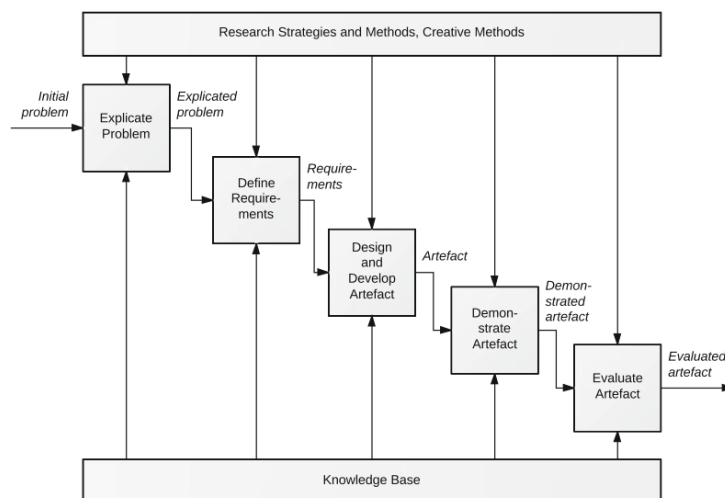 Research Strategies and Methods, Creative Methods
Initial
problem
Explicate
Problem
Explicated
problem
Define
Require-
ments
Require-
ments
Design
and
Develop
Artefact
Artefact
Demon-
strate
Artefact
Demon-
strated
artefact
Evaluate
Artefact
Evaluated
artefact
Knowledge Base